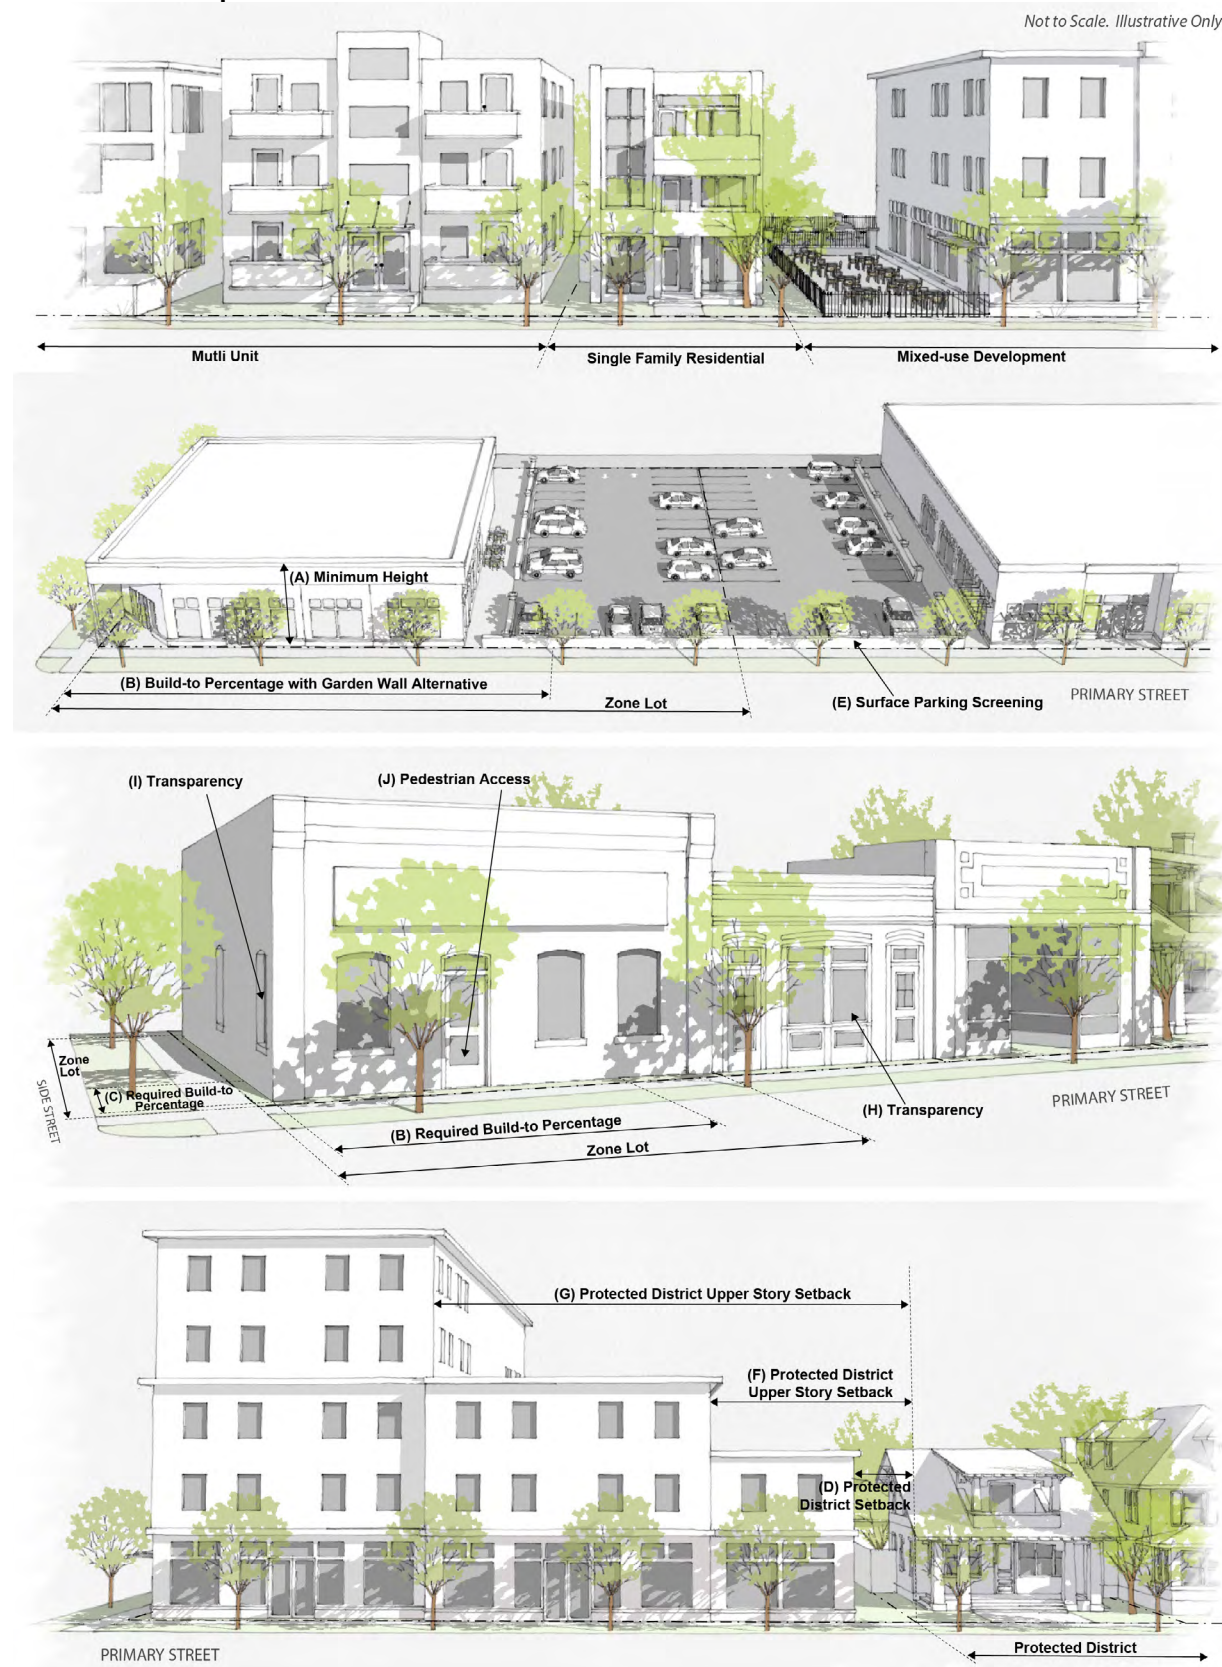 Not to Scale. Illustrative Only
Mutli Unit
Single Family Residential
Mixed-use Development
(A) Minimum Height
(B) Build-to Percentage with Garden Wall Alternative
Zone Lot
(E) Surface Parking Screening
PRIMARY STREET
(I) Transparency
(J) Pedestrian Access
Zone
Lot
SIDE STREET
(C) Required Build-to
Percentage
(B) Required Build-to Percentage
Zone Lot
(H) Transparency
PRIMARY STREET
(G) Protected District Upper Story Setback
(F) Protected District
Upper Story Setback
(D) Protected
District Setback
PRIMARY STREET
Protected District